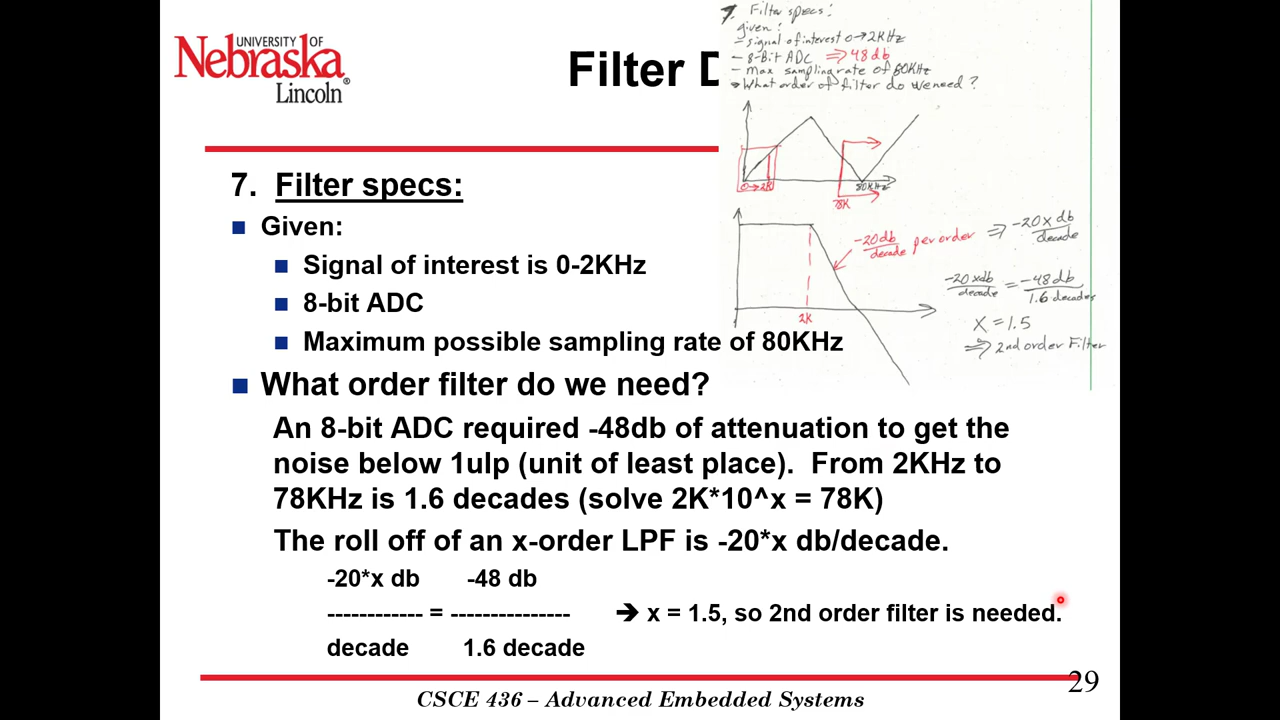 UNIVERSITY OF
Nebraska
Lincoln
Filter D
7. Filter specs:
given:
- signal of interest 0→2KHz
- 8-Bit ADC ⇒ 48db
- Max sampling rate of 80KHz
→ What order of filter do we need?
0→2K
80KHz
78K
-20db/decade per order ⇒ -20x db/decade
-20xdb/decade = -48db/1.6 decades
2K
x = 1.5
⇒ 2nd order Filter
7. Filter specs:
Given:
Signal of interest is 0-2KHz
8-bit ADC
Maximum possible sampling rate of 80KHz
What order filter do we need?
An 8-bit ADC required -48db of attenuation to get the
noise below 1ulp (unit of least place). From 2KHz to
78KHz is 1.6 decades (solve 2K*10^x = 78K)
The roll off of an x-order LPF is -20*x db/decade.
-20*x db -48 db
------------ = --------------- ➔ x = 1.5, so 2nd order filter is needed.
decade 1.6 decade
29
CSCE 436 – Advanced Embedded Systems